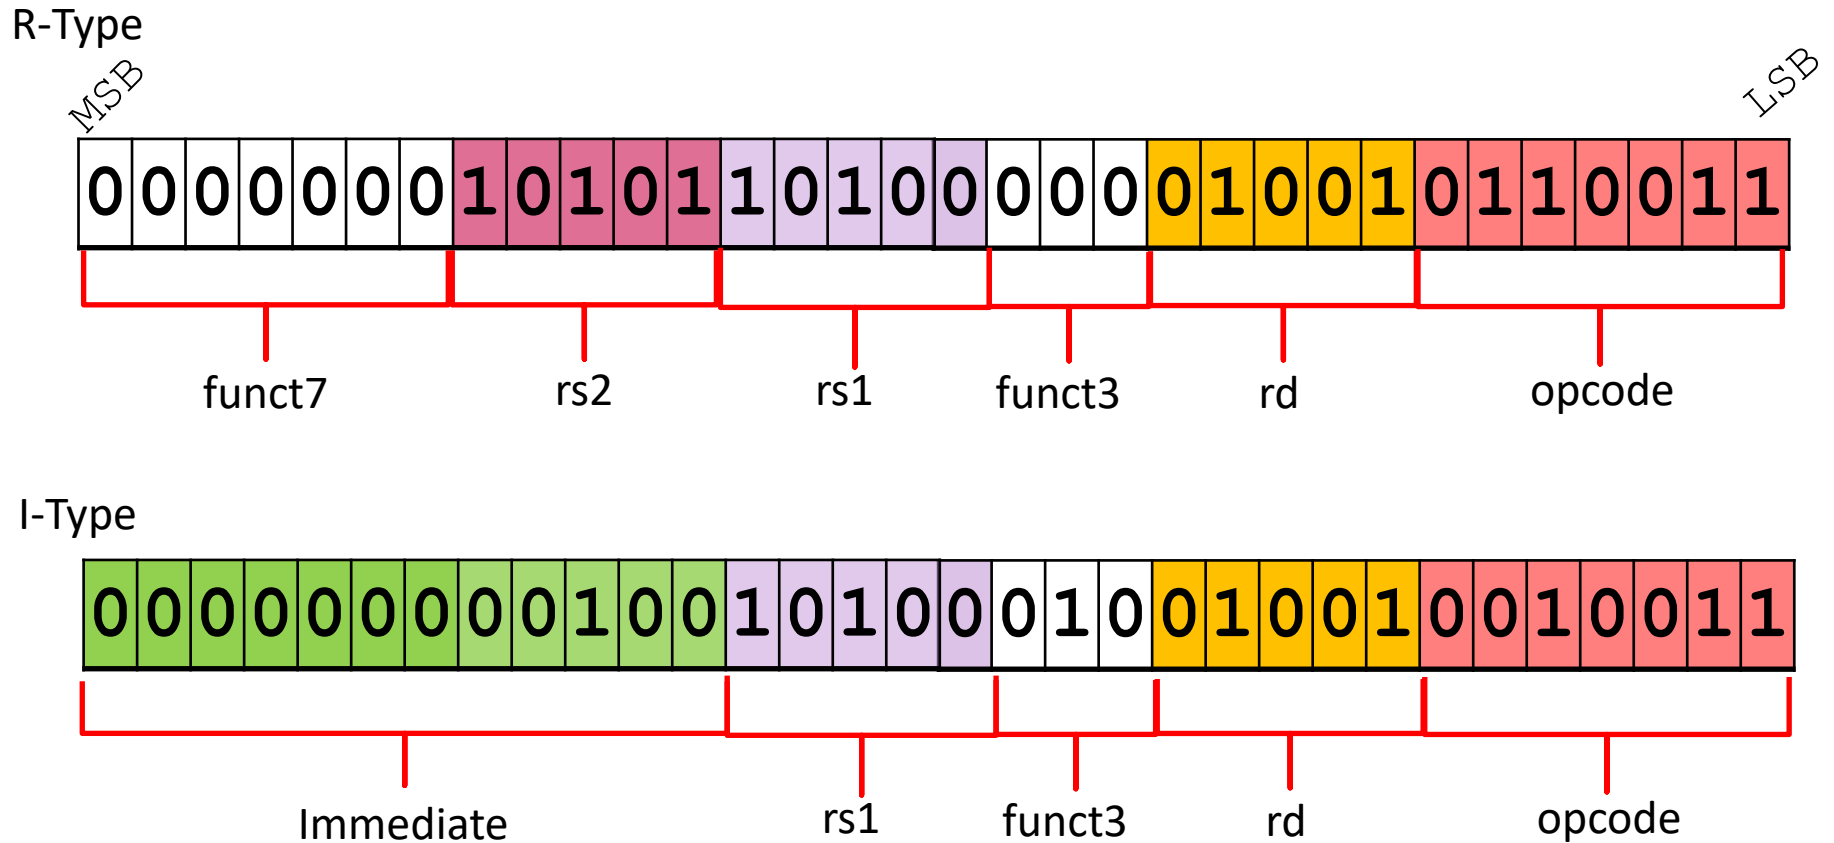 R-Type
MSB LSB
0 0 0 0 0 0 0 1 0 1 0 1 1 0 1 0 0 0 0 0 0 1 0 0 1 0 1 1 0 0 1 1
funct7 rs2 rs1 funct3 rd opcode
I-Type
0 0 0 0 0 0 0 0 0 1 0 0 1 0 1 0 0 0 1 0 0 1 0 0 1 0 0 1 0 0 1 1
Immediate rs1 funct3 rd opcode